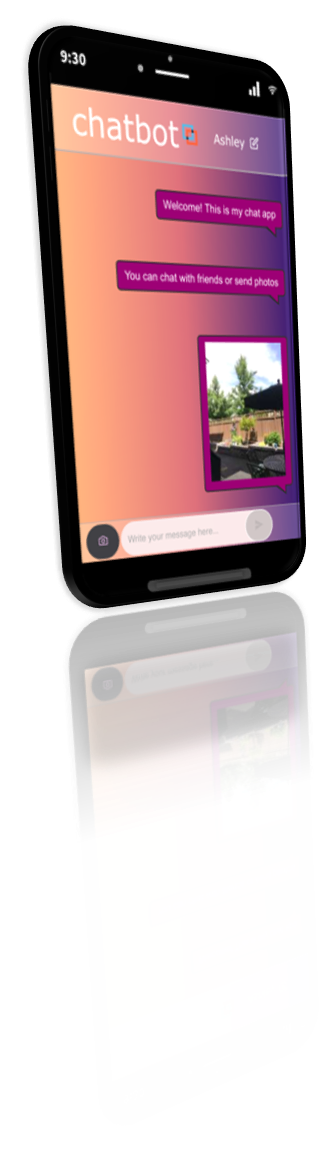 9:30
chatbot Ashley
Welcome! This is my chat app
You can chat with friends or send photos
Write your message here...